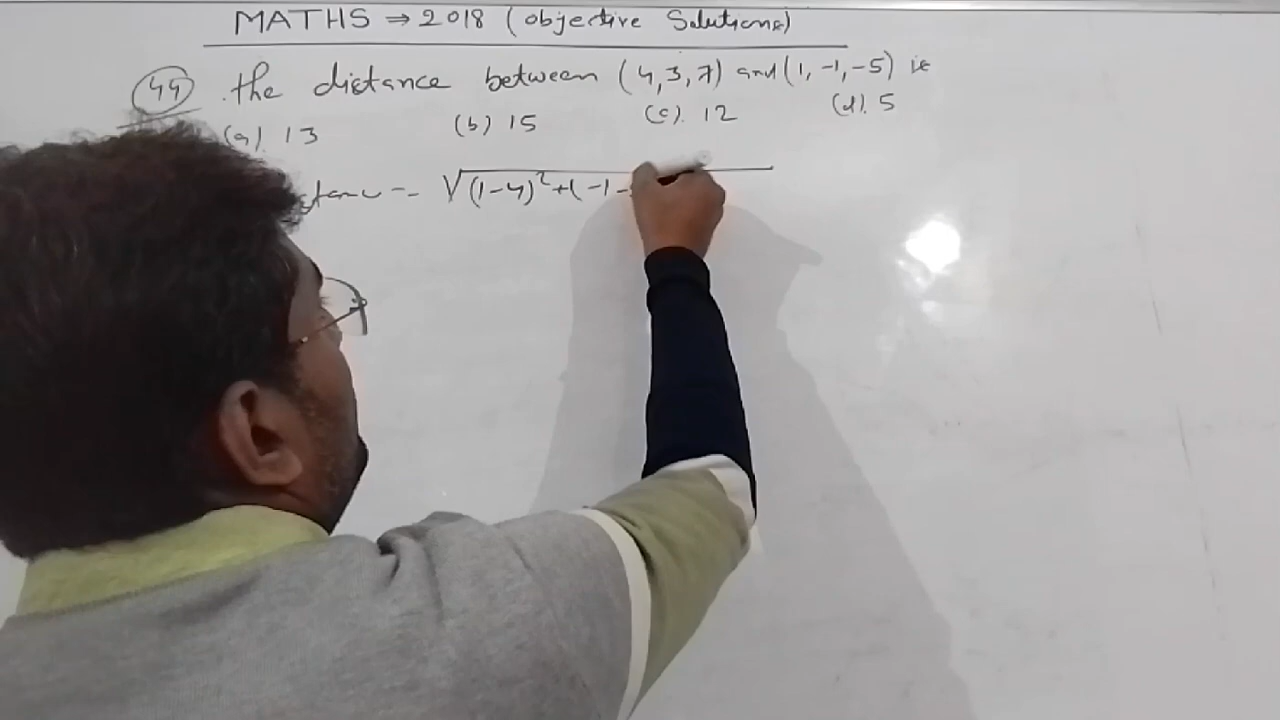 MATHS ⇒ 2018 (objective Solutions)
44 . the distance between (4,3,7) and (1,-1,-5) is
(a). 13 (b) 15 (c). 12 (d). 5
√(1-4)²+(-1-